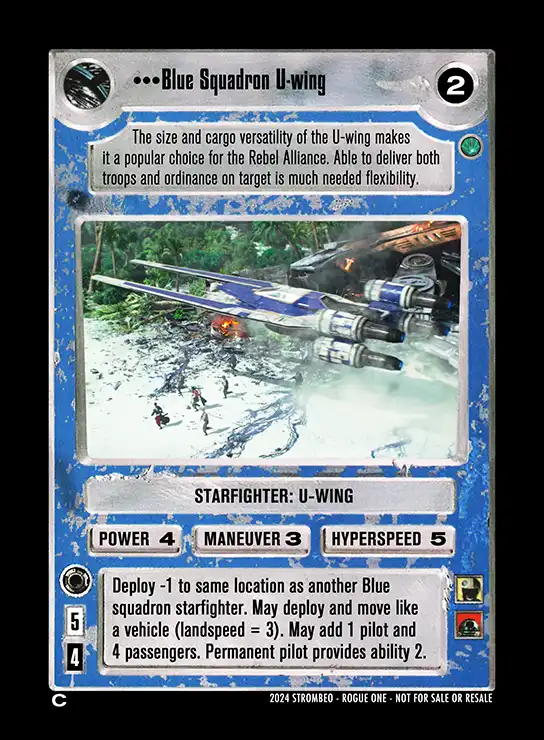 •••Blue Squadron U-wing
2
The size and cargo versatility of the U-wing makes
it a popular choice for the Rebel Alliance. Able to deliver both
troops and ordinance on target is much needed flexibility.
STARFIGHTER: U-WING
POWER 4 MANEUVER 3 HYPERSPEED 5
Deploy -1 to same location as another Blue
squadron starfighter. May deploy and move like
a vehicle (landspeed = 3). May add 1 pilot and
4 passengers. Permanent pilot provides ability 2.
5
4
C
2024 STROMBEO - ROGUE ONE - NOT FOR SALE OR RESALE